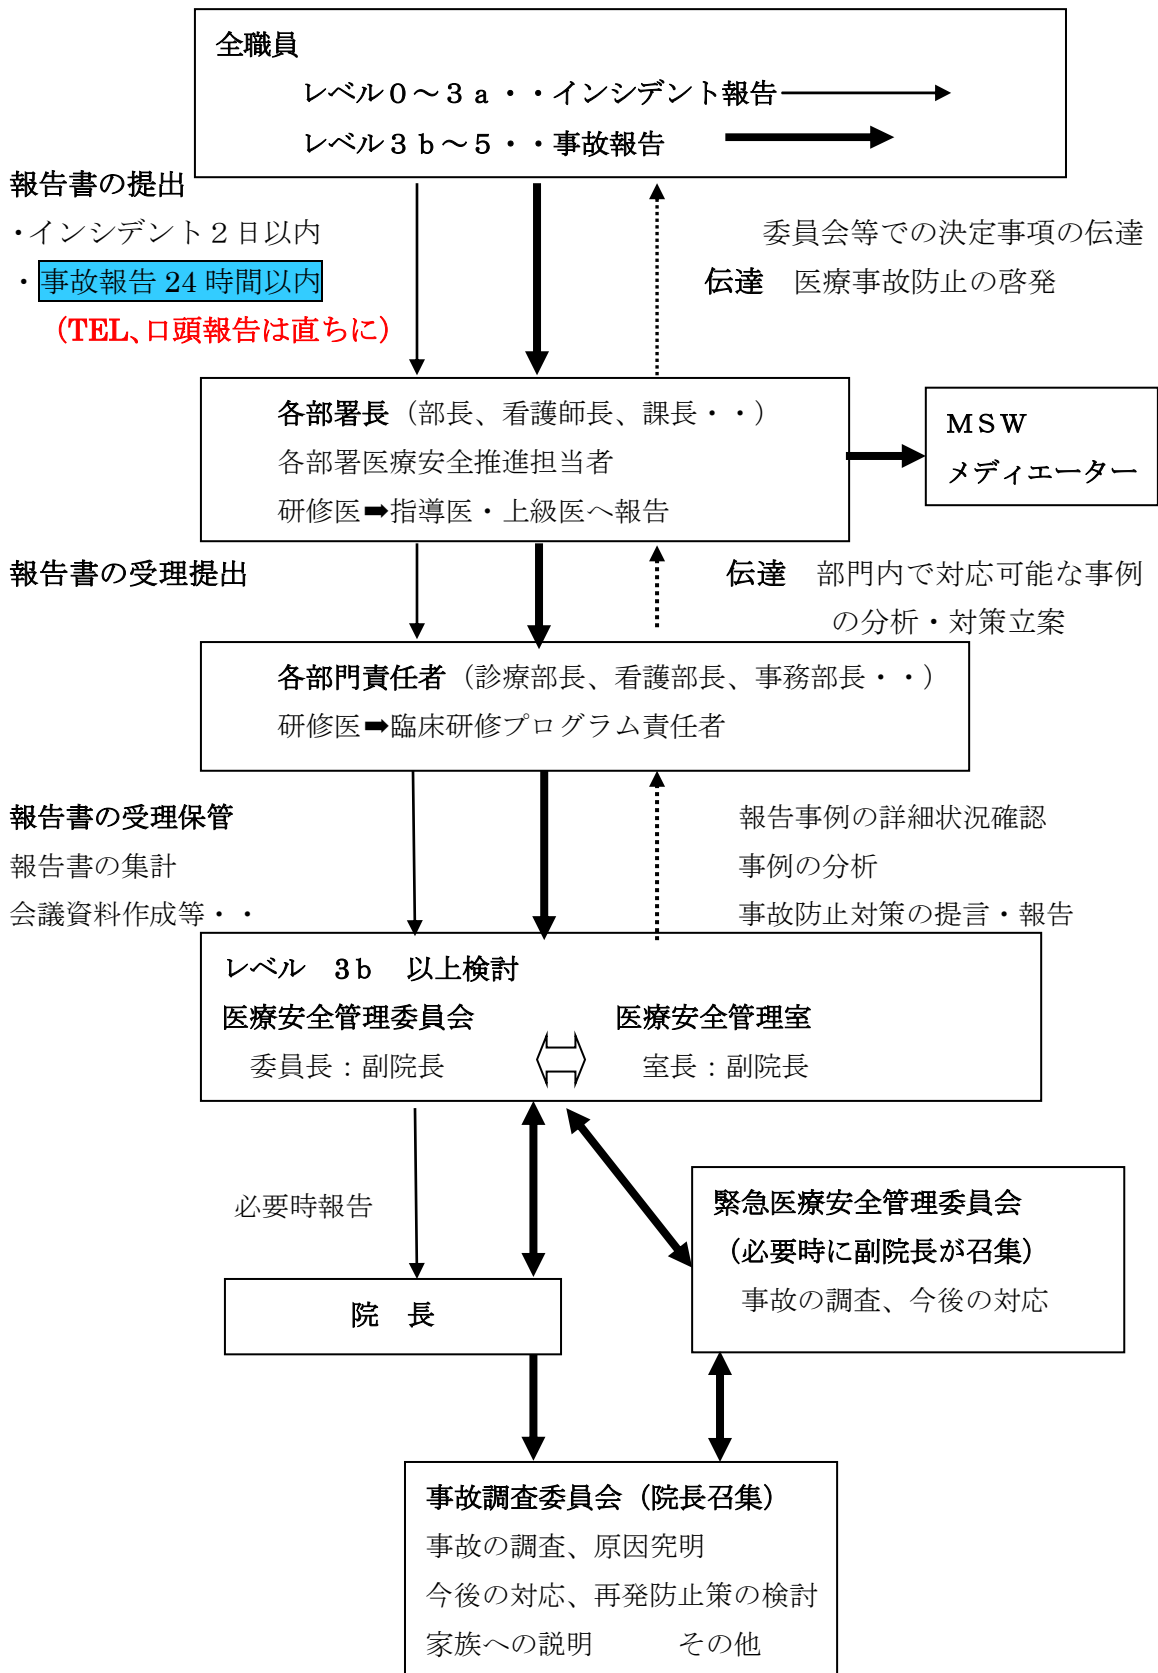 全職員
レベル０～３ａ・・インシデント報告
レベル３ｂ～５・・事故報告
報告書の提出
・インシデント２日以内
・事故報告 24 時間以内
（TEL、口頭報告は直ちに）
委員会等での決定事項の伝達
伝達　医療事故防止の啓発
各部署長（部長、看護師長、課長・・）
各部署医療安全推進担当者
研修医➡指導医・上級医へ報告
ＭＳＷ
メディエーター
報告書の受理提出
伝達　部門内で対応可能な事例
の分析・対策立案
各部門責任者（診療部長、看護部長、事務部長・・）
研修医➡臨床研修プログラム責任者
報告書の受理保管
報告書の集計
会議資料作成等・・
報告事例の詳細状況確認
事例の分析
事故防止対策の提言・報告
レベル　３ｂ　以上検討
医療安全管理委員会　　　　　医療安全管理室
委員長：副院長　　　　　　　室長：副院長
必要時報告
緊急医療安全管理委員会
（必要時に副院長が召集）
事故の調査、今後の対応
院　長
事故調査委員会（院長召集）
事故の調査、原因究明
今後の対応、再発防止策の検討
家族への説明　　　その他